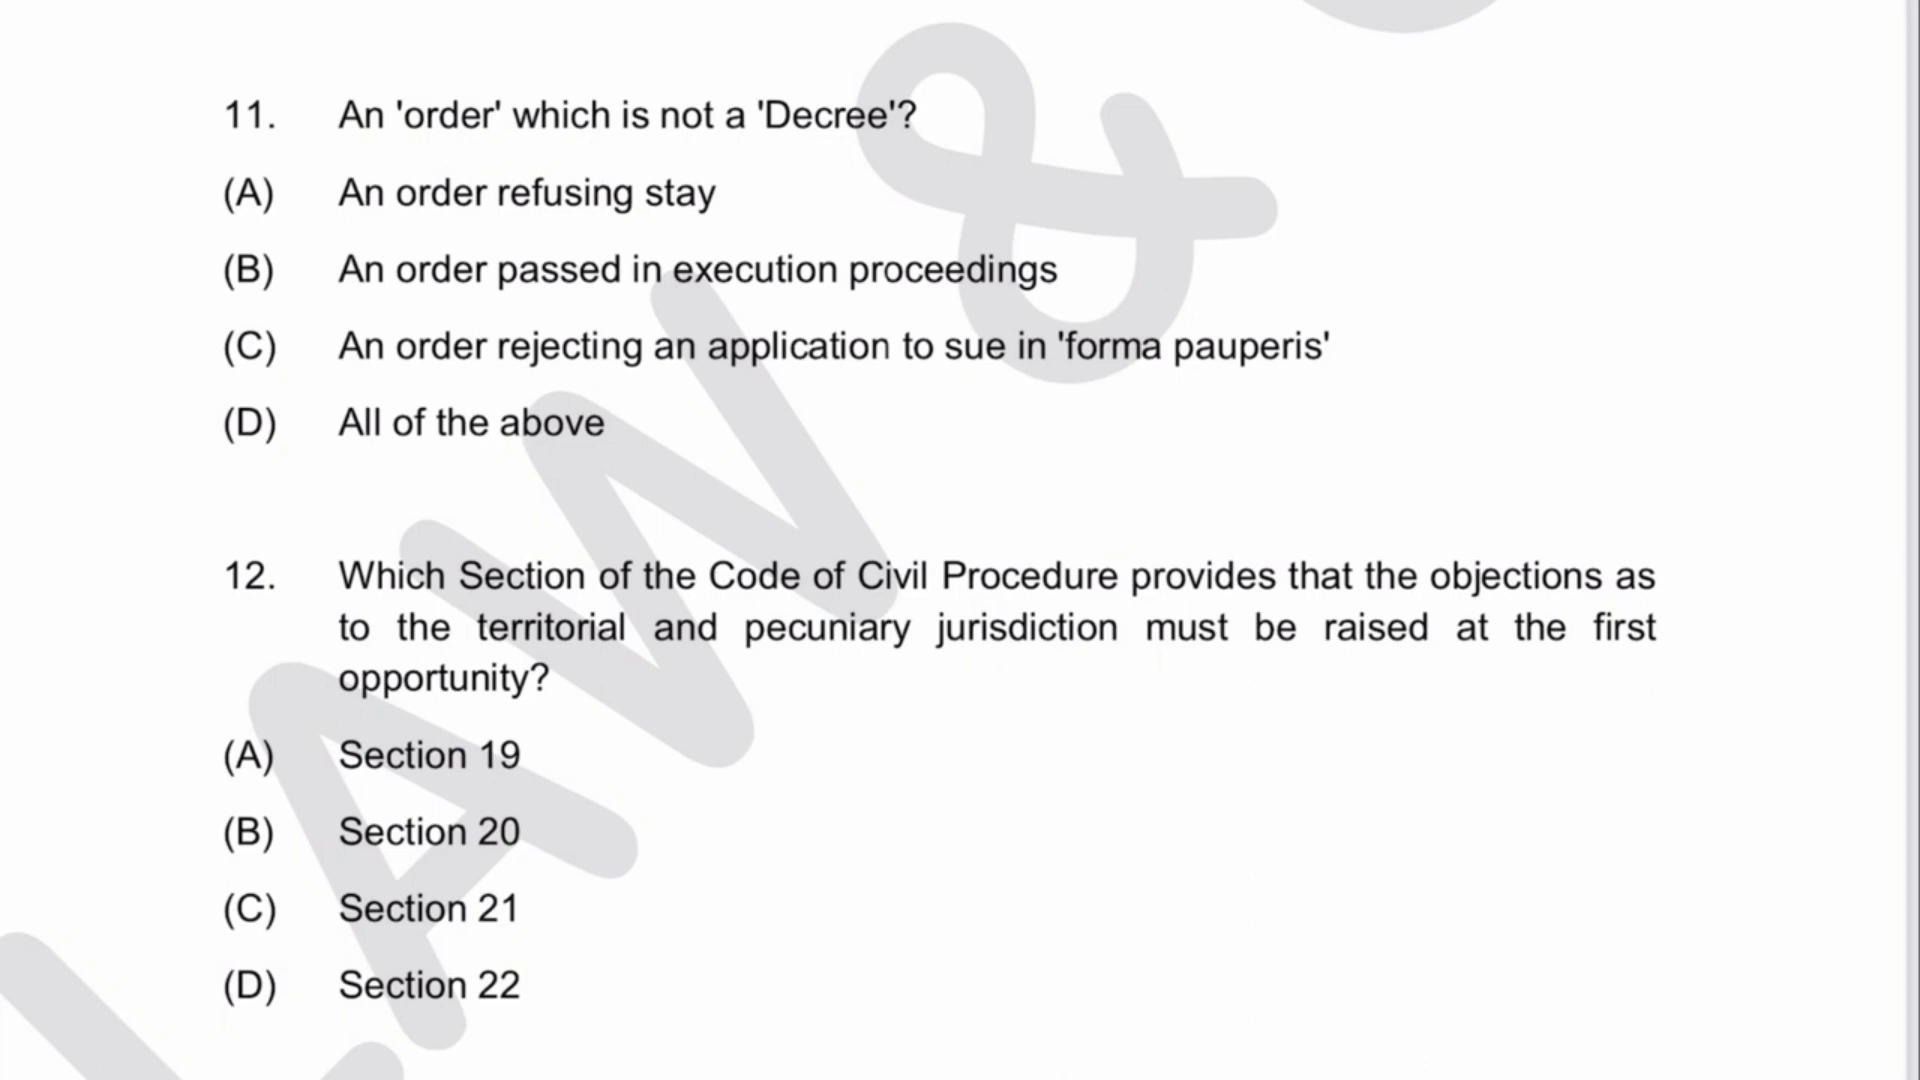 11. An 'order' which is not a 'Decree'?
(A) An order refusing stay
(B) An order passed in execution proceedings
(C) An order rejecting an application to sue in 'forma pauperis'
(D) All of the above
12. Which Section of the Code of Civil Procedure provides that the objections as
to the territorial and pecuniary jurisdiction must be raised at the first
opportunity?
(A) Section 19
(B) Section 20
(C) Section 21
(D) Section 22
LAW &